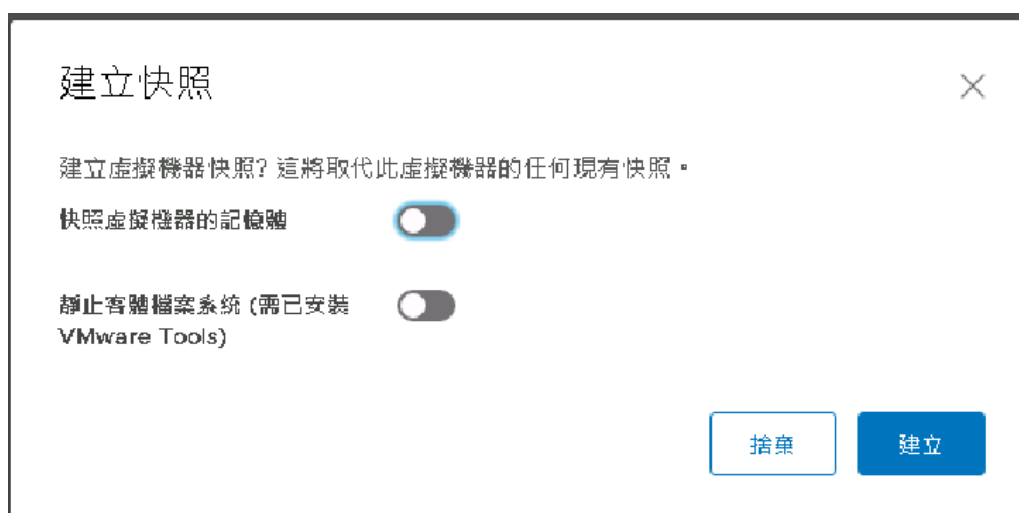 建立快照
建立虛擬機器快照? 這將取代此虛擬機器的任何現有快照。
快照虛擬機器的記憶體
靜止客體檔案系統 (需已安裝
VMware Tools)
捨棄
建立